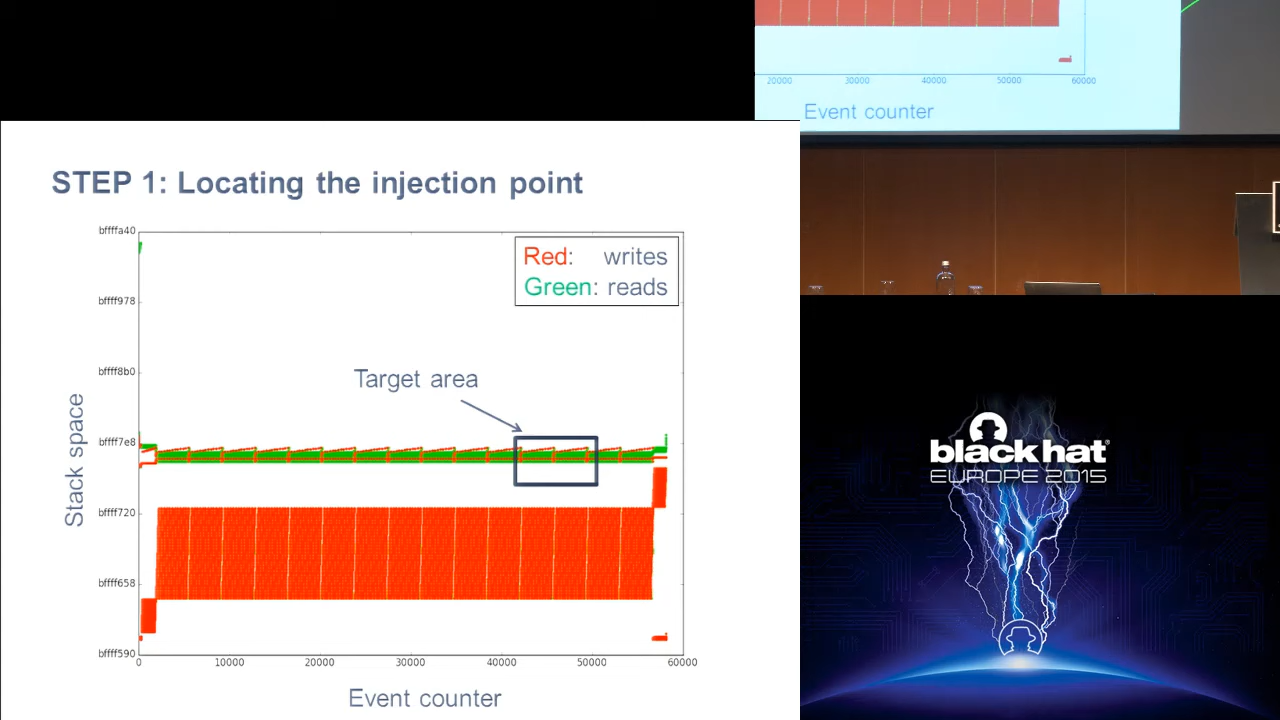 20000
30000
40000
50000
60000
Event counter
STEP 1: Locating the injection point
bffffa40
bffff978
bffff8b0
bffff7e8
bffff720
bffff658
bffff590
Stack space
Red: writes
Green: reads
Target area
0
10000
20000
30000
40000
50000
60000
Event counter
black hat®
EUROPE 2015